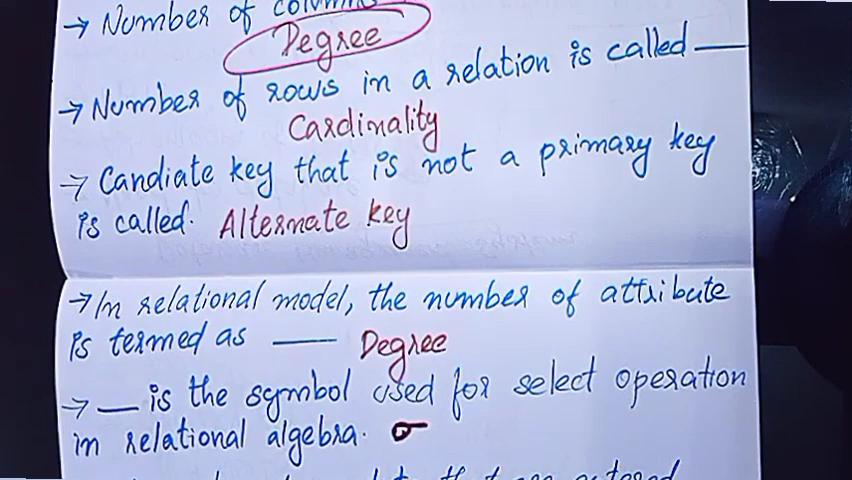 → Number of columns
Degree
→ Number of rows in a relation is called —
Cardinality
→ Candiate key that is not a primary key
is called. Alternate key
→ In relational model, the number of attribute
is termed as — Degree
→ — is the symbol used for select operation
in relational algebra. σ